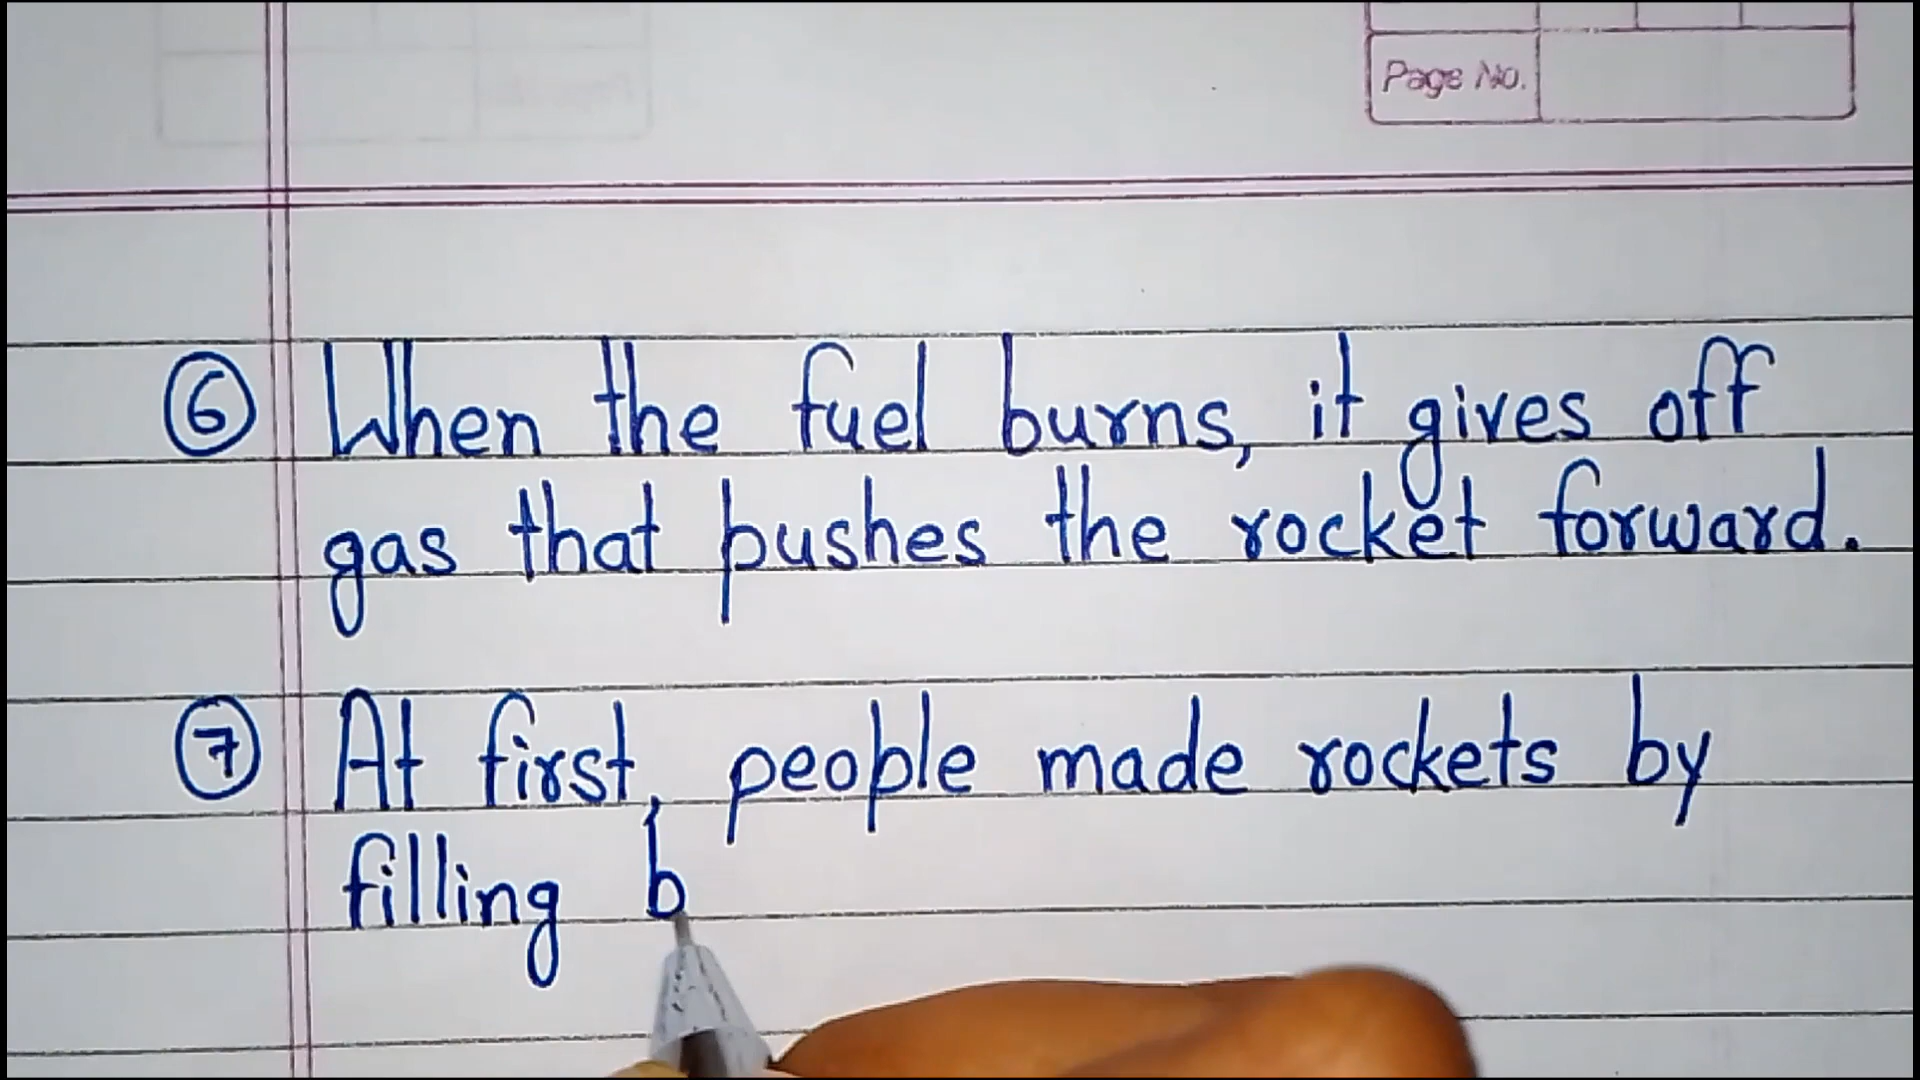 Page No.
6 When the fuel burns, it gives off
gas that pushes the rocket forward.
7 At first, people made rockets by
filling b